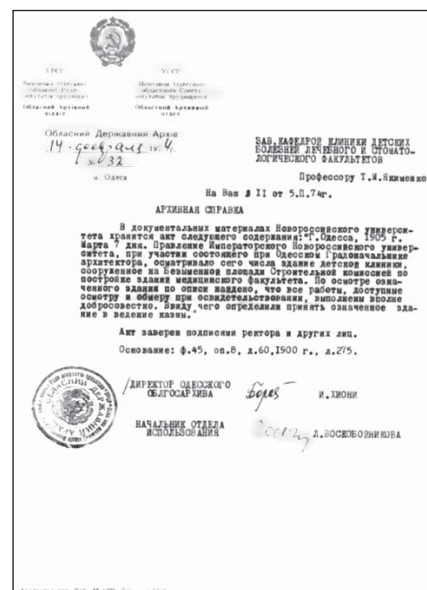 УРСР
УССР
Обласний Архівний
відділ
Областной Архивный
отдел
Обласний Державний Архів
14 февраля 1974.
№ 32
м. Одеса
ЗАВ.КАФЕДРОЙ КЛИНИКИ ДЕТСКИХ
БОЛЕЗНЕЙ ЛЕЧЕБНОГО И СТОМАТО-
ЛОГИЧЕСКОГО ФАКУЛЬТЕТОВ
Профессору Т.М.Якименко
На Ваш № II от 5.П.74г.
АРХИВНАЯ СПРАВКА
В документальных материалах Новороссийского универси-
тета хранится акт следующего содержания:"Г.Одесса, 1905 г.
Марта 7 дня. Правление Императорского Новороссийского универ-
ситета, при участии состоящего при Одесском Градоначальнике
архитектора, осматривало сего числа здание детской клиники,
сооруженное на Безыменной площади Строительной комиссией по
постройке зданий медицинского факультета. По осмотре озна-
ченного здания по описи найдено, что все работы, доступные
осмотру и обмеру при освидетельствовании, выполнены вполне
добросовестно. Ввиду чего определили принять означенное зда-
ние в ведение казны."
Акт заверен подписями ректора и других лиц.
Основание: ф.45, оп.8, д.60,1900 г., л.275.
/ДИРЕКТОР ОДЕССКОГО
ОБЛГОСАРХИВА
И.ХИОНИ
НАЧАЛЬНИК ОТДЕЛА
ИСПОЛЬЗОВАНИЯ
Л.ВОСКОБОЙНИКОВА